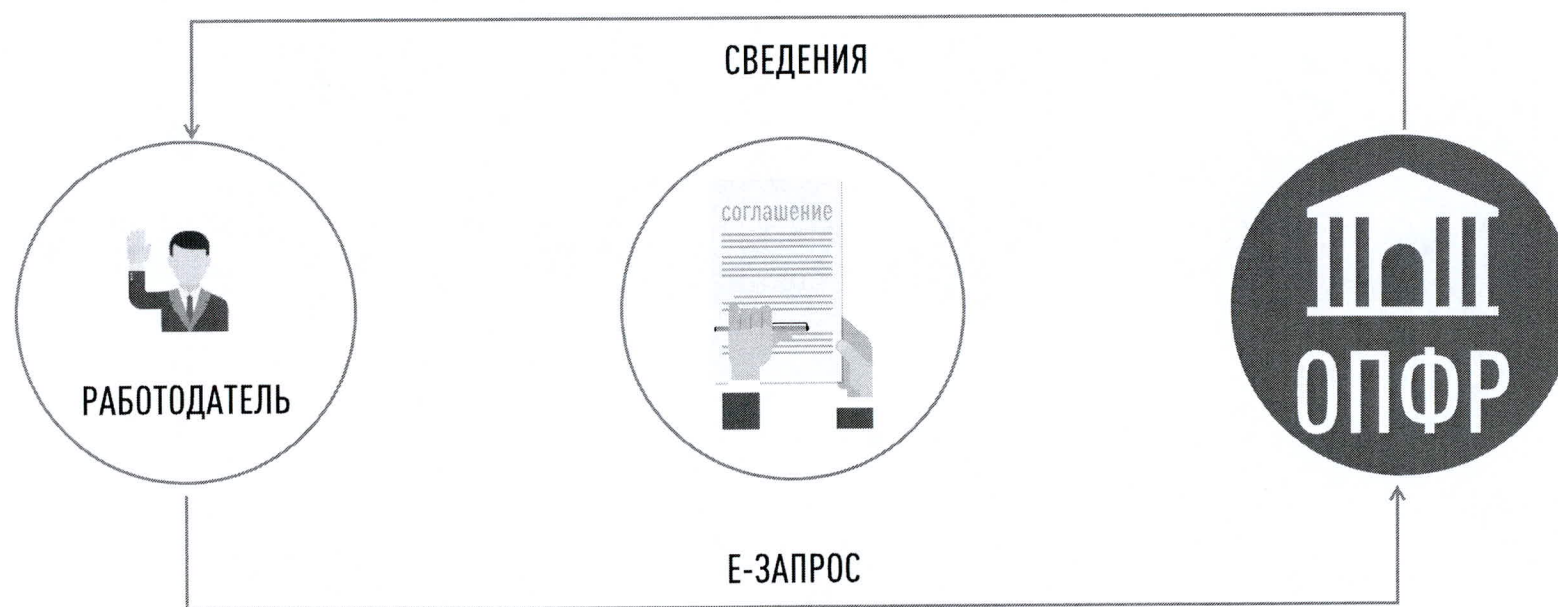 СВЕДЕНИЯ
соглашение
РАБОТОДАТЕЛЬ
ОПФР
Е-ЗАПРОС